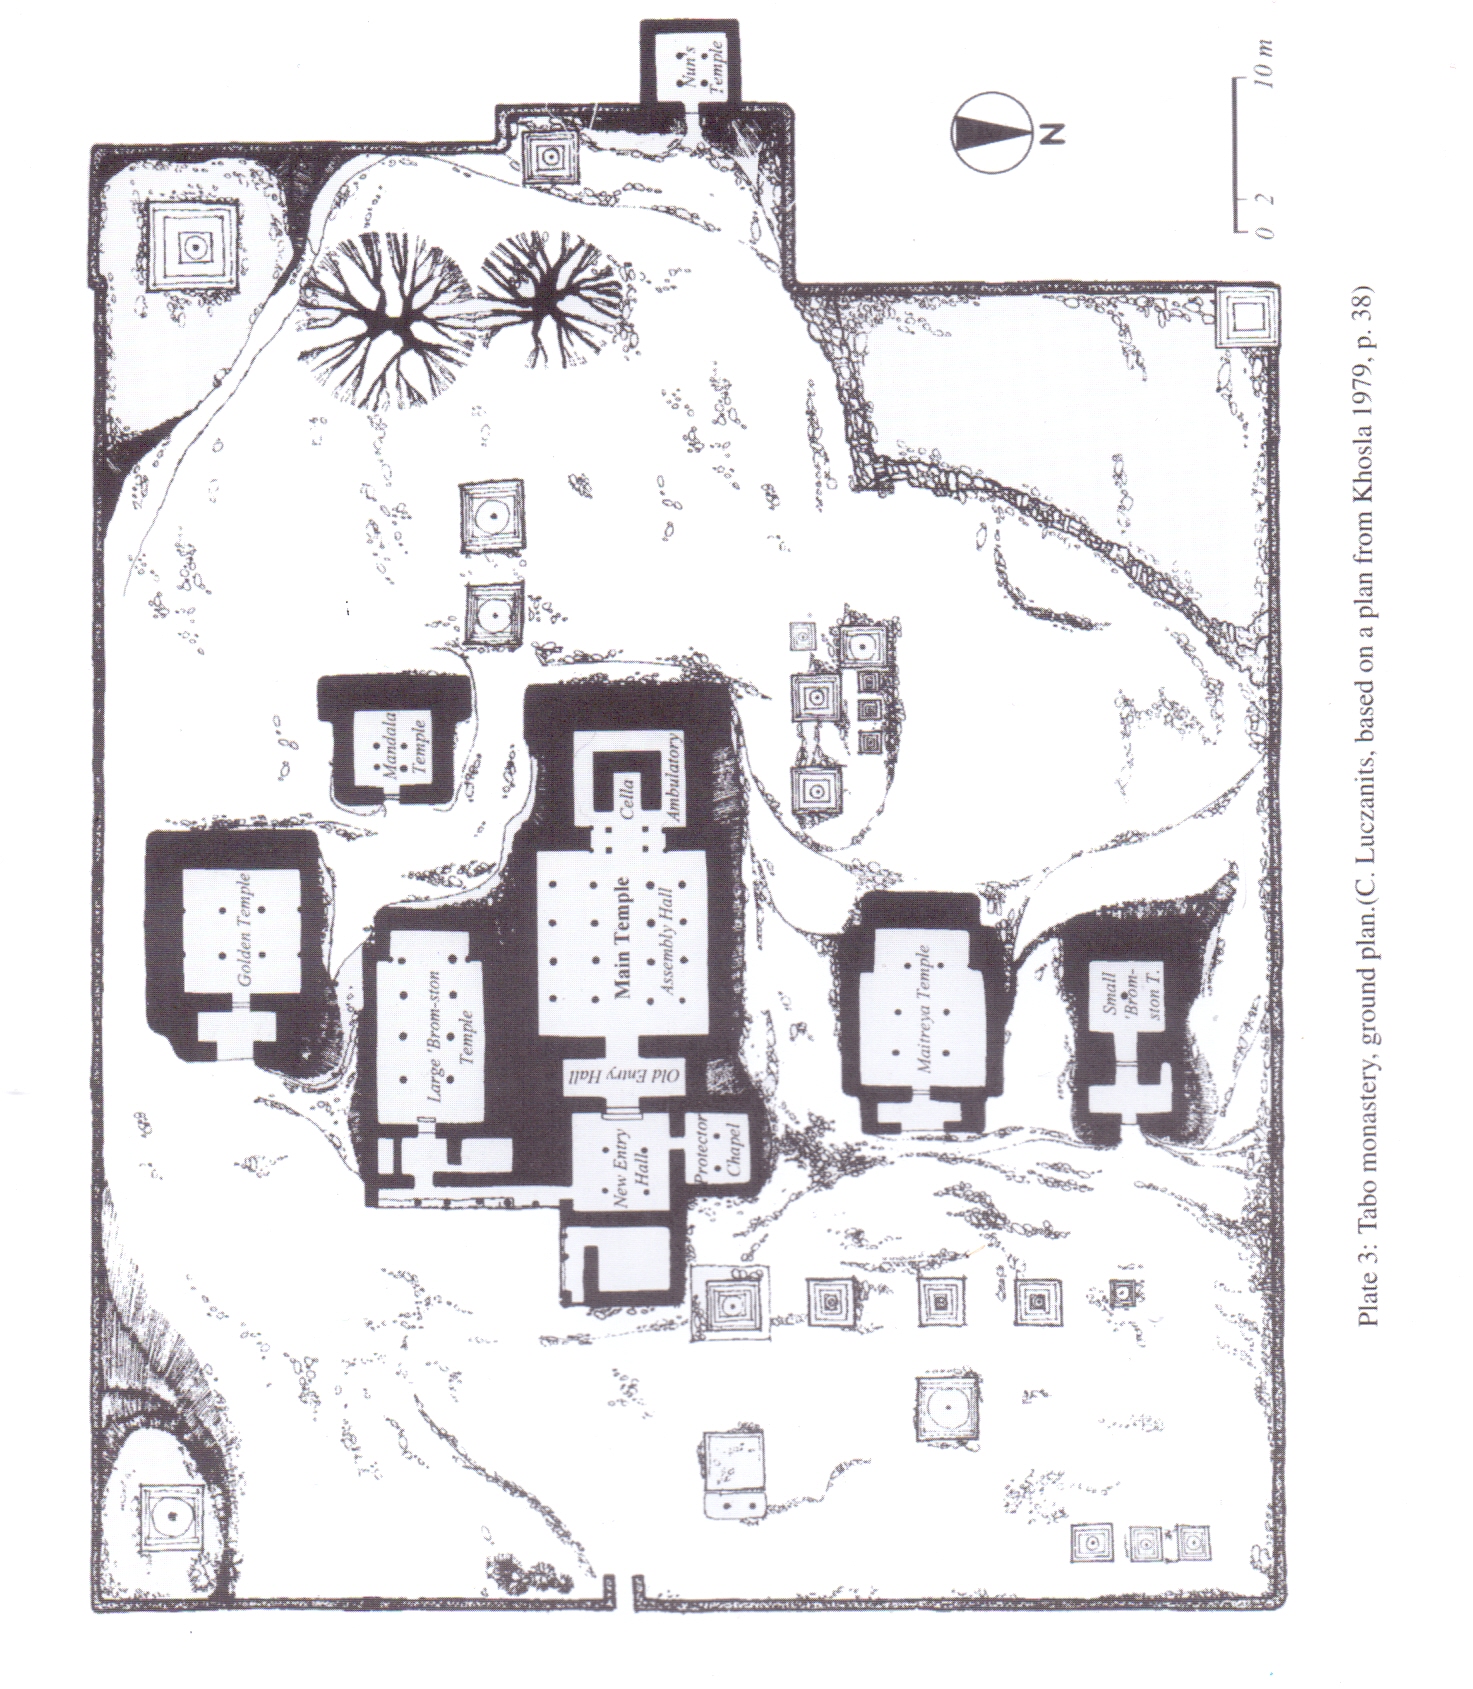 Nun's
Temple
N
0 2 10 m
Mandala
Temple
Golden Temple
Cella
Ambulatory
Main Temple
Assembly Hall
Large 'Brom-ston
Temple
Old Entry Hall
New Entry
Hall
Protector
Chapel
Maitreya Temple
Small
'Brom-
ston T.
Plate 3: Tabo monastery, ground plan.(C. Luczanits, based on a plan from Khosla 1979, p. 38)